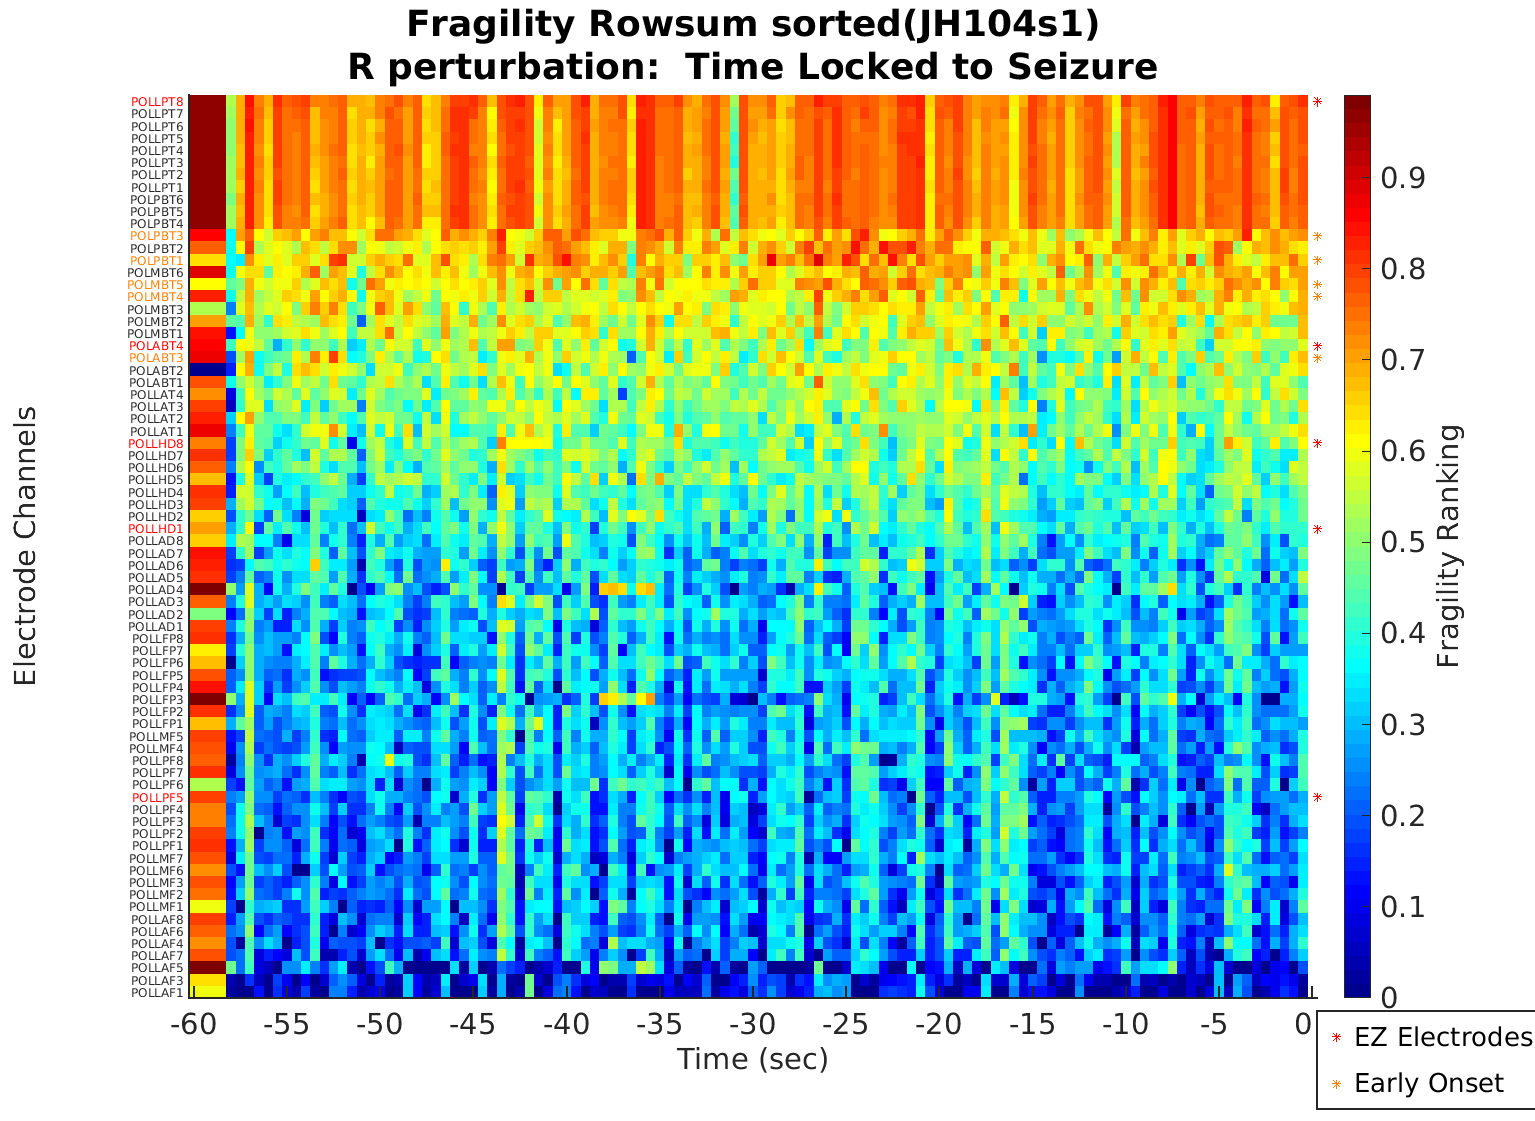 Fragility Rowsum sorted(JH104s1)
R perturbation:  Time Locked to Seizure
Electrode Channels
POLLPT8
POLLPT7
POLLPT6
POLLPT5
POLLPT4
POLLPT3
POLLPT2
POLLPT1
POLPBT6
POLPBT5
POLPBT4
POLPBT3
POLPBT2
POLPBT1
POLMBT6
POLMBT5
POLMBT4
POLMBT3
POLMBT2
POLMBT1
POLABT4
POLABT3
POLABT2
POLABT1
POLLAT4
POLLAT3
POLLAT2
POLLAT1
POLLHD8
POLLHD7
POLLHD6
POLLHD5
POLLHD4
POLLHD3
POLLHD2
POLLHD1
POLLAD8
POLLAD7
POLLAD6
POLLAD5
POLLAD4
POLLAD3
POLLAD2
POLLAD1
POLLFP8
POLLFP7
POLLFP6
POLLFP5
POLLFP4
POLLFP3
POLLFP2
POLLFP1
POLLMF5
POLLMF4
POLLPF8
POLLPF7
POLLPF6
POLLPF5
POLLPF4
POLLPF3
POLLPF2
POLLPF1
POLLMF7
POLLMF6
POLLMF3
POLLMF2
POLLMF1
POLLAF8
POLLAF6
POLLAF4
POLLAF7
POLLAF5
POLLAF3
POLLAF1
-60 -55 -50 -45 -40 -35 -30 -25 -20 -15 -10 -5 0
Time (sec)
0.9
0.8
0.7
0.6
0.5
0.4
0.3
0.2
0.1
0
Fragility Ranking
EZ Electrodes
Early Onset